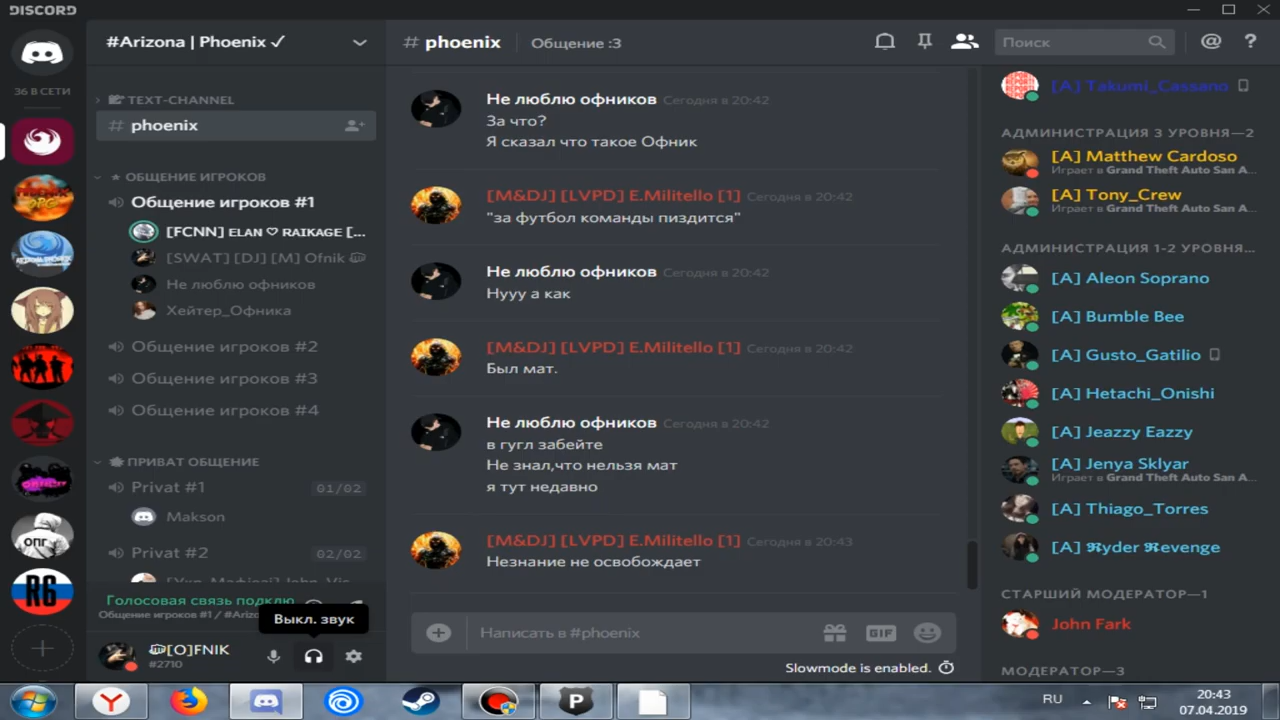 DISCORD
36 В СЕТИ
ОПГ
R6
#Arizona | Phoenix ✓
TEXT-CHANNEL
# phoenix
★ ОБЩЕНИЕ ИГРОКОВ
Общение игроков #1
[FCNN] ELAN ♡ RAIKAGE [...
[SWAT] [DJ] [M] Ofnik
Не люблю офников
Хейтер_Офника
Общение игроков #2
Общение игроков #3
Общение игроков #4
ПРИВАТ ОБЩЕНИЕ
Privat #1 01/02
Makson
Privat #2 02/02
Голосовая связь подклю
Общение игроков #1 / #Arizo
Выкл. звук
[O]FNIK
#2710
# phoenix Общение :3
Поиск
@ ?
Не люблю офников Сегодня в 20:42
За что?
Я сказал что такое Офник
[M&DJ] [LVPD] E.Militello [1] Сегодня в 20:42
"за футбол команды пиздится"
Не люблю офников Сегодня в 20:42
Нууу а как
[M&DJ] [LVPD] E.Militello [1] Сегодня в 20:42
Был мат.
Не люблю офников Сегодня в 20:42
в гугл забейте
Не знал,что нельзя мат
я тут недавно
[M&DJ] [LVPD] E.Militello [1] Сегодня в 20:43
Незнание не освобождает
Написать в #phoenix
GIF
Slowmode is enabled.
[A] Takumi_Cassano
АДМИНИСТРАЦИЯ 3 УРОВНЯ—2
[A] Matthew Cardoso
Играет в Grand Theft Auto San A...
[A] Tony_Crew
Играет в Grand Theft Auto San A...
АДМИНИСТРАЦИЯ 1-2 УРОВНЯ...
[A] Aleon Soprano
[A] Bumble Bee
[A] Gusto_Gatilio
[A] Hetachi_Onishi
[A] Jeazzy Eazzy
[A] Jenya Sklyar
Играет в Grand Theft Auto San A...
[A] Thiago_Torres
[A] ℜyder ℜevenge
СТАРШИЙ МОДЕРАТОР—1
John Fark
МОДЕРАТОР—3
RU
20:43
07.04.2019